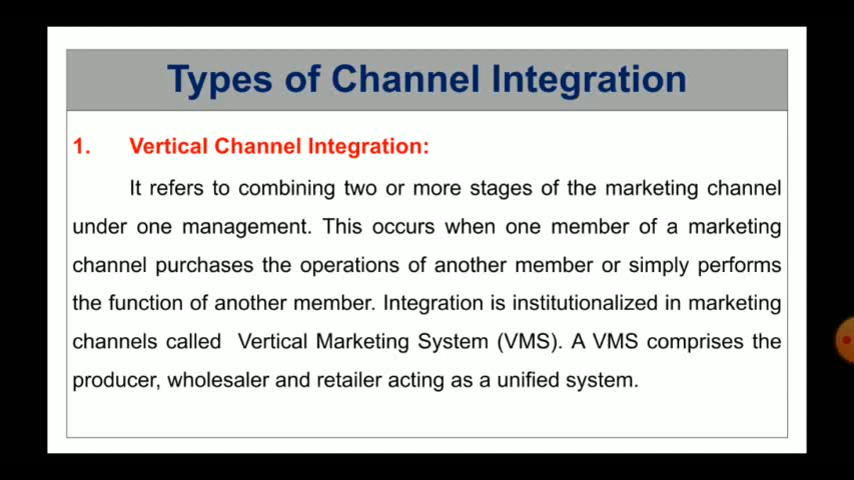 Types of Channel Integration
1. Vertical Channel Integration:
It refers to combining two or more stages of the marketing channel
under one management. This occurs when one member of a marketing
channel purchases the operations of another member or simply performs
the function of another member. Integration is institutionalized in marketing
channels called Vertical Marketing System (VMS). A VMS comprises the
producer, wholesaler and retailer acting as a unified system.